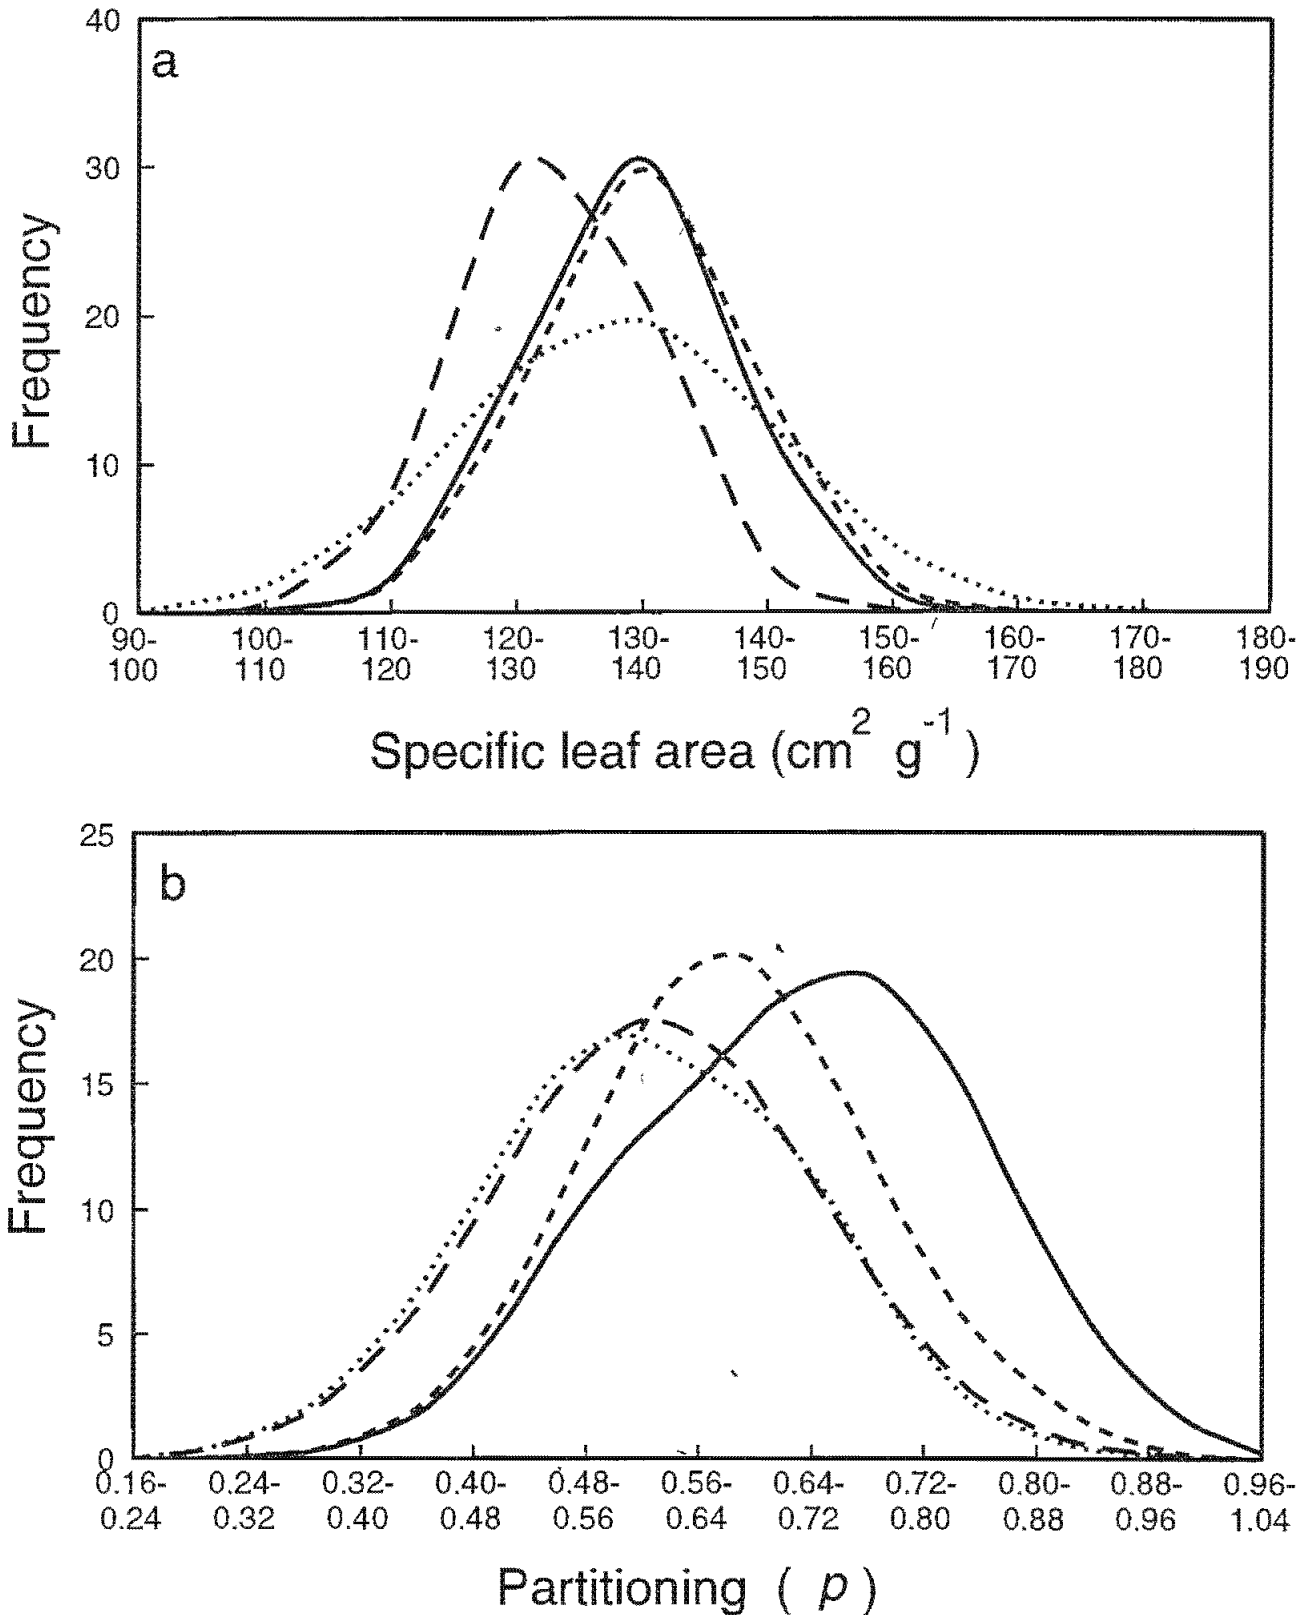 40
a
30
20
10
0
Frequency
90- 100- 110- 120- 130- 140- 150- 160- 170- 180-
100 110 120 130 140 150 160 170 180 190
Specific leaf area (cm² g⁻¹)
25
b
20
15
10
5
0
Frequency
0.16- 0.24- 0.32- 0.40- 0.48- 0.56- 0.64- 0.72- 0.80- 0.88- 0.96-
0.24 0.32 0.40 0.48 0.56 0.64 0.72 0.80 0.88 0.96 1.04
Partitioning ( p )